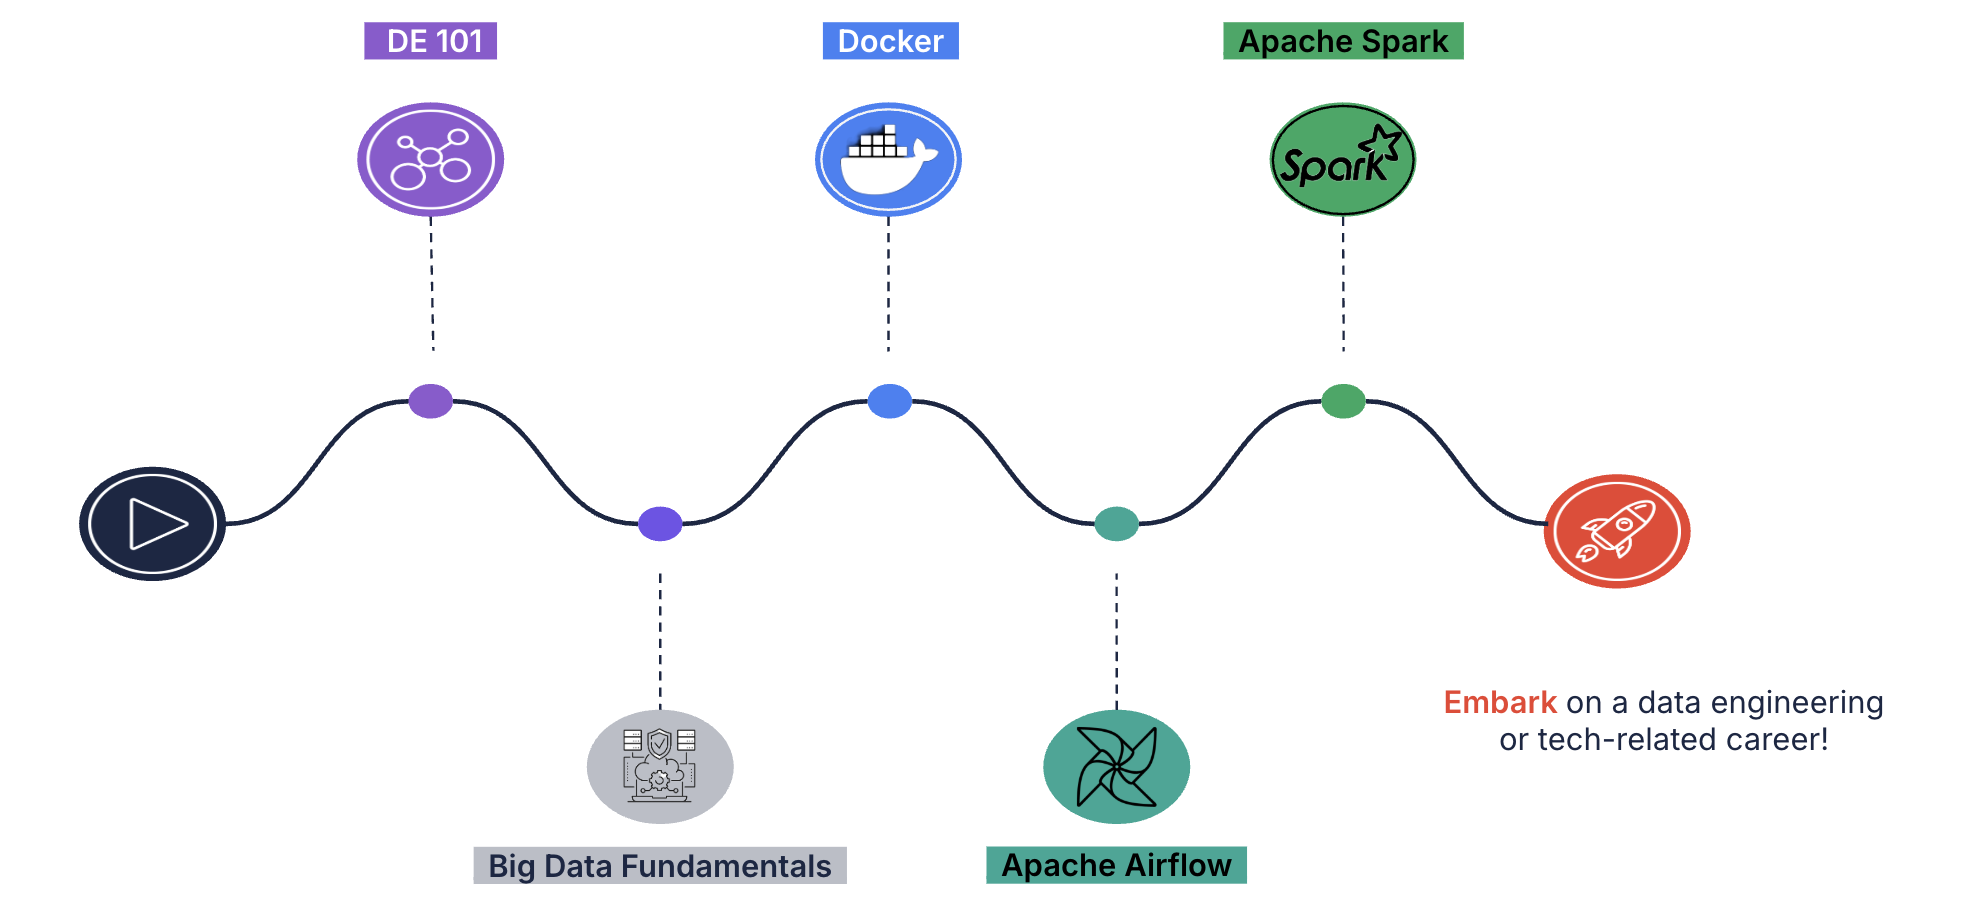 DE 101
Docker
Apache Spark
Spark
Embark on a data engineering
or tech-related career!
Big Data Fundamentals
Apache Airflow